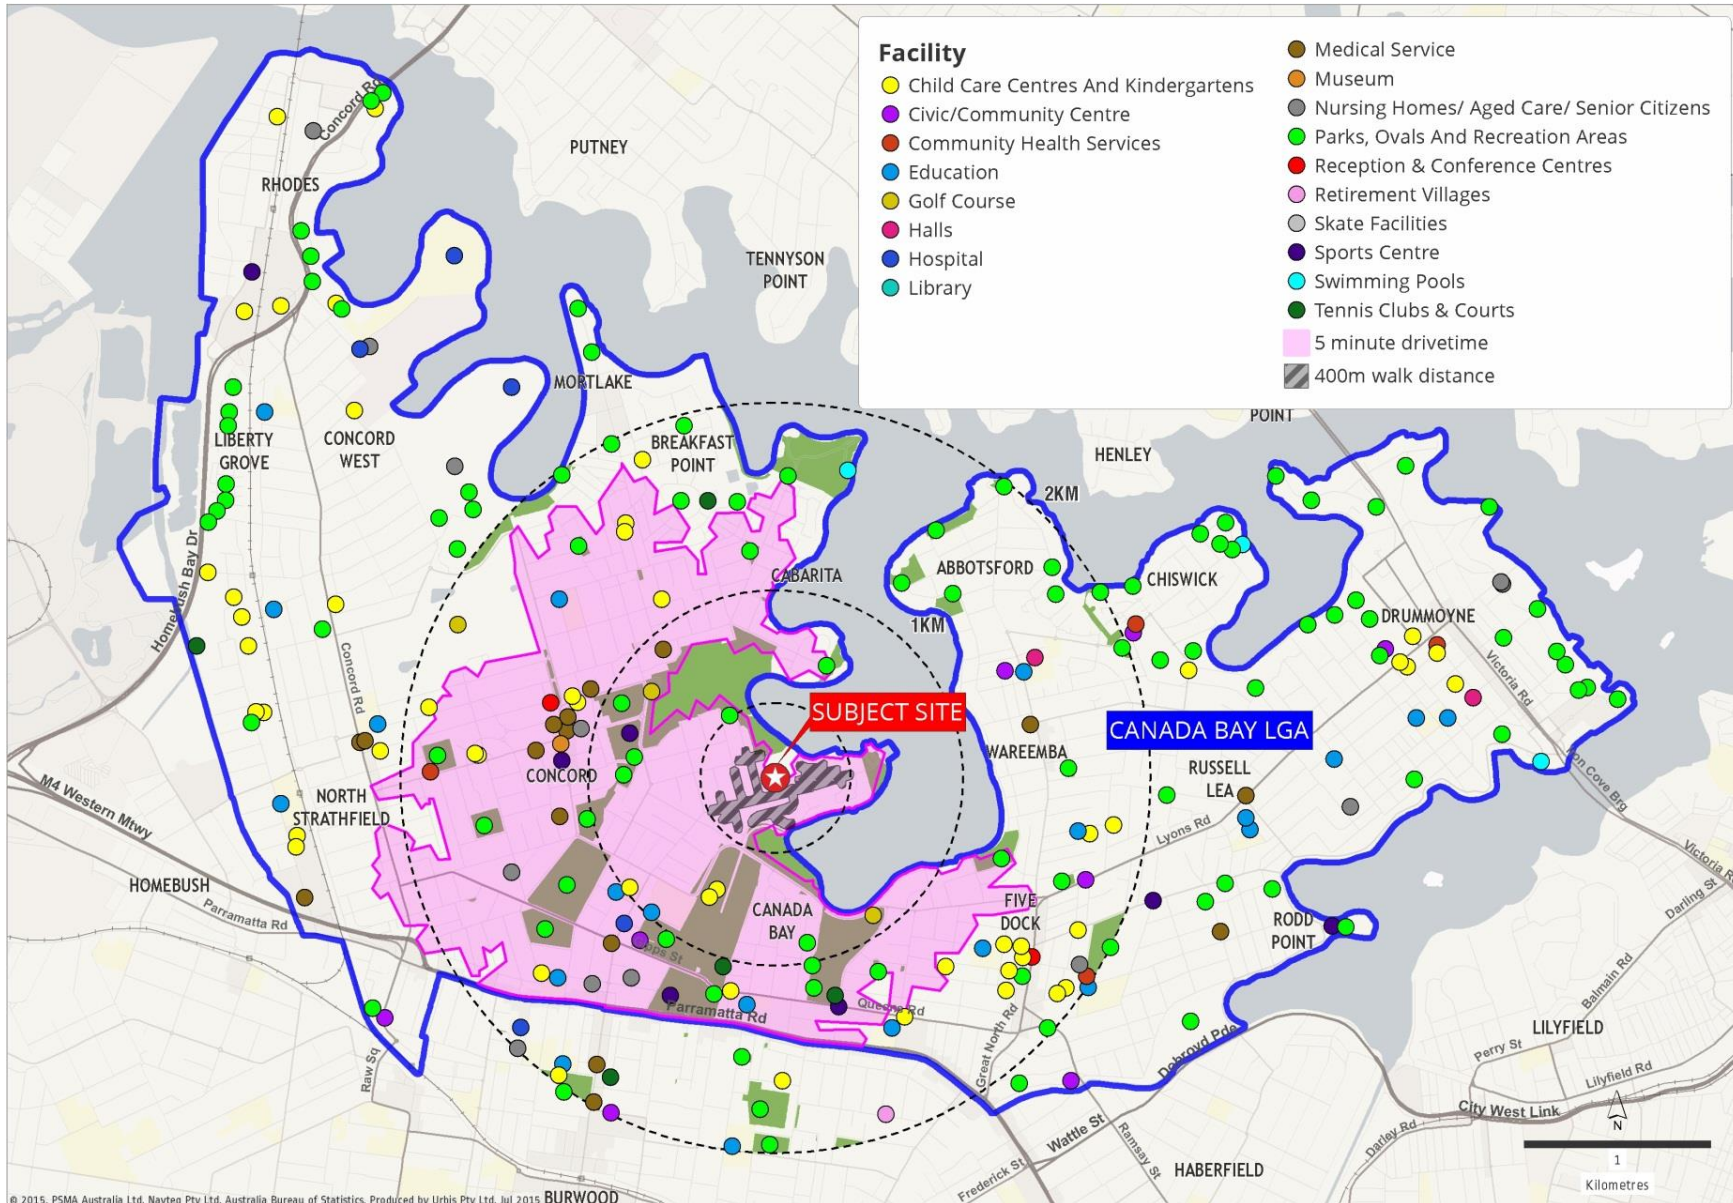 Facility
Child Care Centres And Kindergartens
Civic/Community Centre
Community Health Services
Education
Golf Course
Halls
Hospital
Library
Medical Service
Museum
Nursing Homes/ Aged Care/ Senior Citizens
Parks, Ovals And Recreation Areas
Reception & Conference Centres
Retirement Villages
Skate Facilities
Sports Centre
Swimming Pools
Tennis Clubs & Courts
5 minute drivetime
400m walk distance
Concord Rd
PUTNEY
RHODES
TENNYSON
POINT
MORTLAKE
POINT
LIBERTY
GROVE
CONCORD
WEST
BREAKFAST
POINT
HENLEY
2KM
Homebush Bay Dr
CABARITA
ABBOTSFORD
CHISWICK
1KM
DRUMMOYNE
Concord Rd
Victoria Rd
SUBJECT SITE
CANADA BAY LGA
WAREEMBA
CONCORD
RUSSELL
LEA
Iron Cove Brg
M4 Western Mtwy
NORTH
STRATHFIELD
Lyons Rd
Victoria R
HOMEBUSH
Parramatta Rd
CANADA
BAY
FIVE
DOCK
RODD
POINT
Darling St
Balmain Rd
Queens Rd
Parramatta Rd
Great North Rd
LILYFIELD
Perry St
Dobroyd Pde
Raw Sq
Lilyfield Rd
City West Link
N
Wattle St
Ramsay St
Darley Rd
1
Kilometres
Frederick St
HABERFIELD
BURWOOD
© 2015. PSMA Australia Ltd, Navteq Pty Ltd, Australia Bureau of Statistics. Produced by Urbis Pty Ltd, Jul 2015